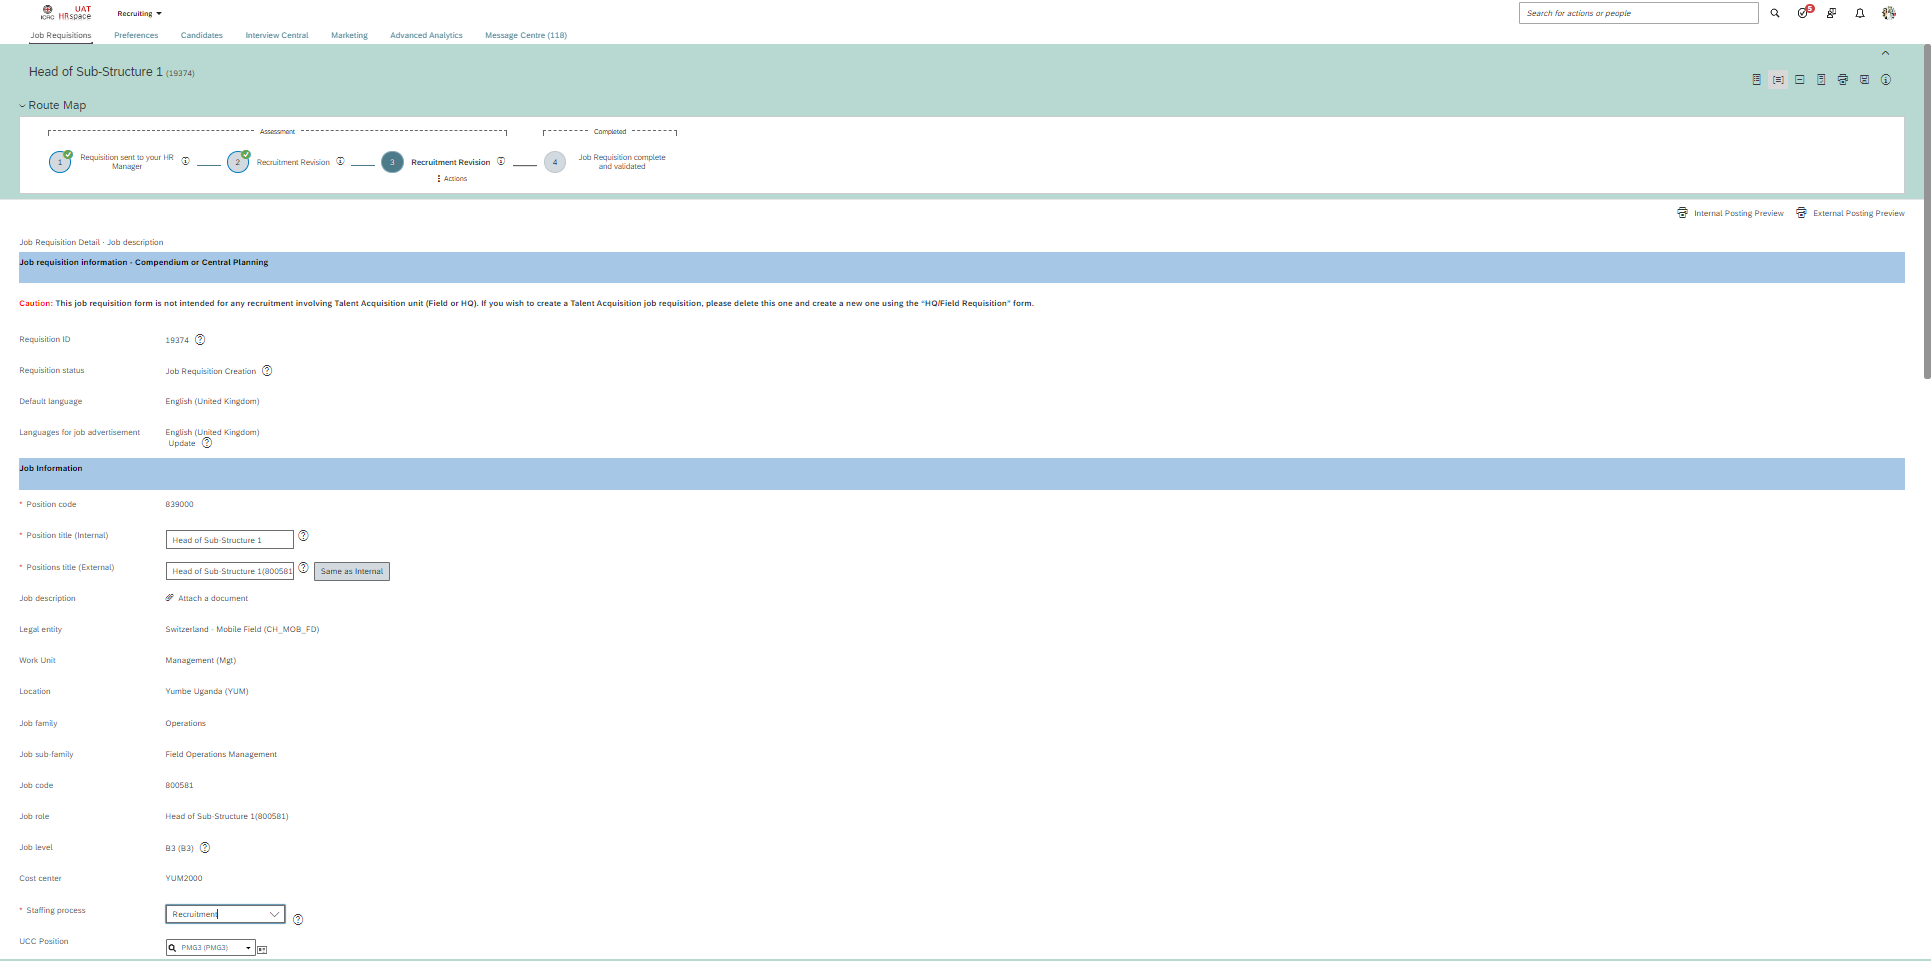 ICRC UAT HRspace Recruiting Search for actions or people 5
Job Requisitions Preferences Candidates Interview Central Marketing Advanced Analytics Message Centre (118)
Head of Sub-Structure 1 (19374)
Route Map
Assessment Completed
1 Requisition sent to your HR Manager 2 Recruitment Revision 3 Recruitment Revision 4 Job Requisition complete and validated
Actions
Internal Posting Preview External Posting Preview
Job Requisition Detail - Job description
Job requisition information - Compendium or Central Planning
Caution: This job requisition form is not intended for any recruitment involving Talent Acquisition unit (Field or HQ). If you wish to create a Talent Acquisition job requisition, please delete this one and create a new one using the "HQ/Field Requisition" form.
Requisition ID 19374
Requisition status Job Requisition Creation
Default language English (United Kingdom)
Languages for job advertisement English (United Kingdom)
Update
Job Information
* Position code 839000
* Position title (Internal) Head of Sub-Structure 1
* Positions title (External) Head of Sub-Structure 1(800581 Same as Internal
Job description Attach a document
Legal entity Switzerland - Mobile Field (CH_MOB_FD)
Work Unit Management (Mgt)
Location Yumbe Uganda (YUM)
Job family Operations
Job sub-family Field Operations Management
Job code 800581
Job role Head of Sub-Structure 1(800581)
Job level B3 (B3)
Cost center YUM2000
* Staffing process Recruitment
UCC Position PMG3 (PMG3)